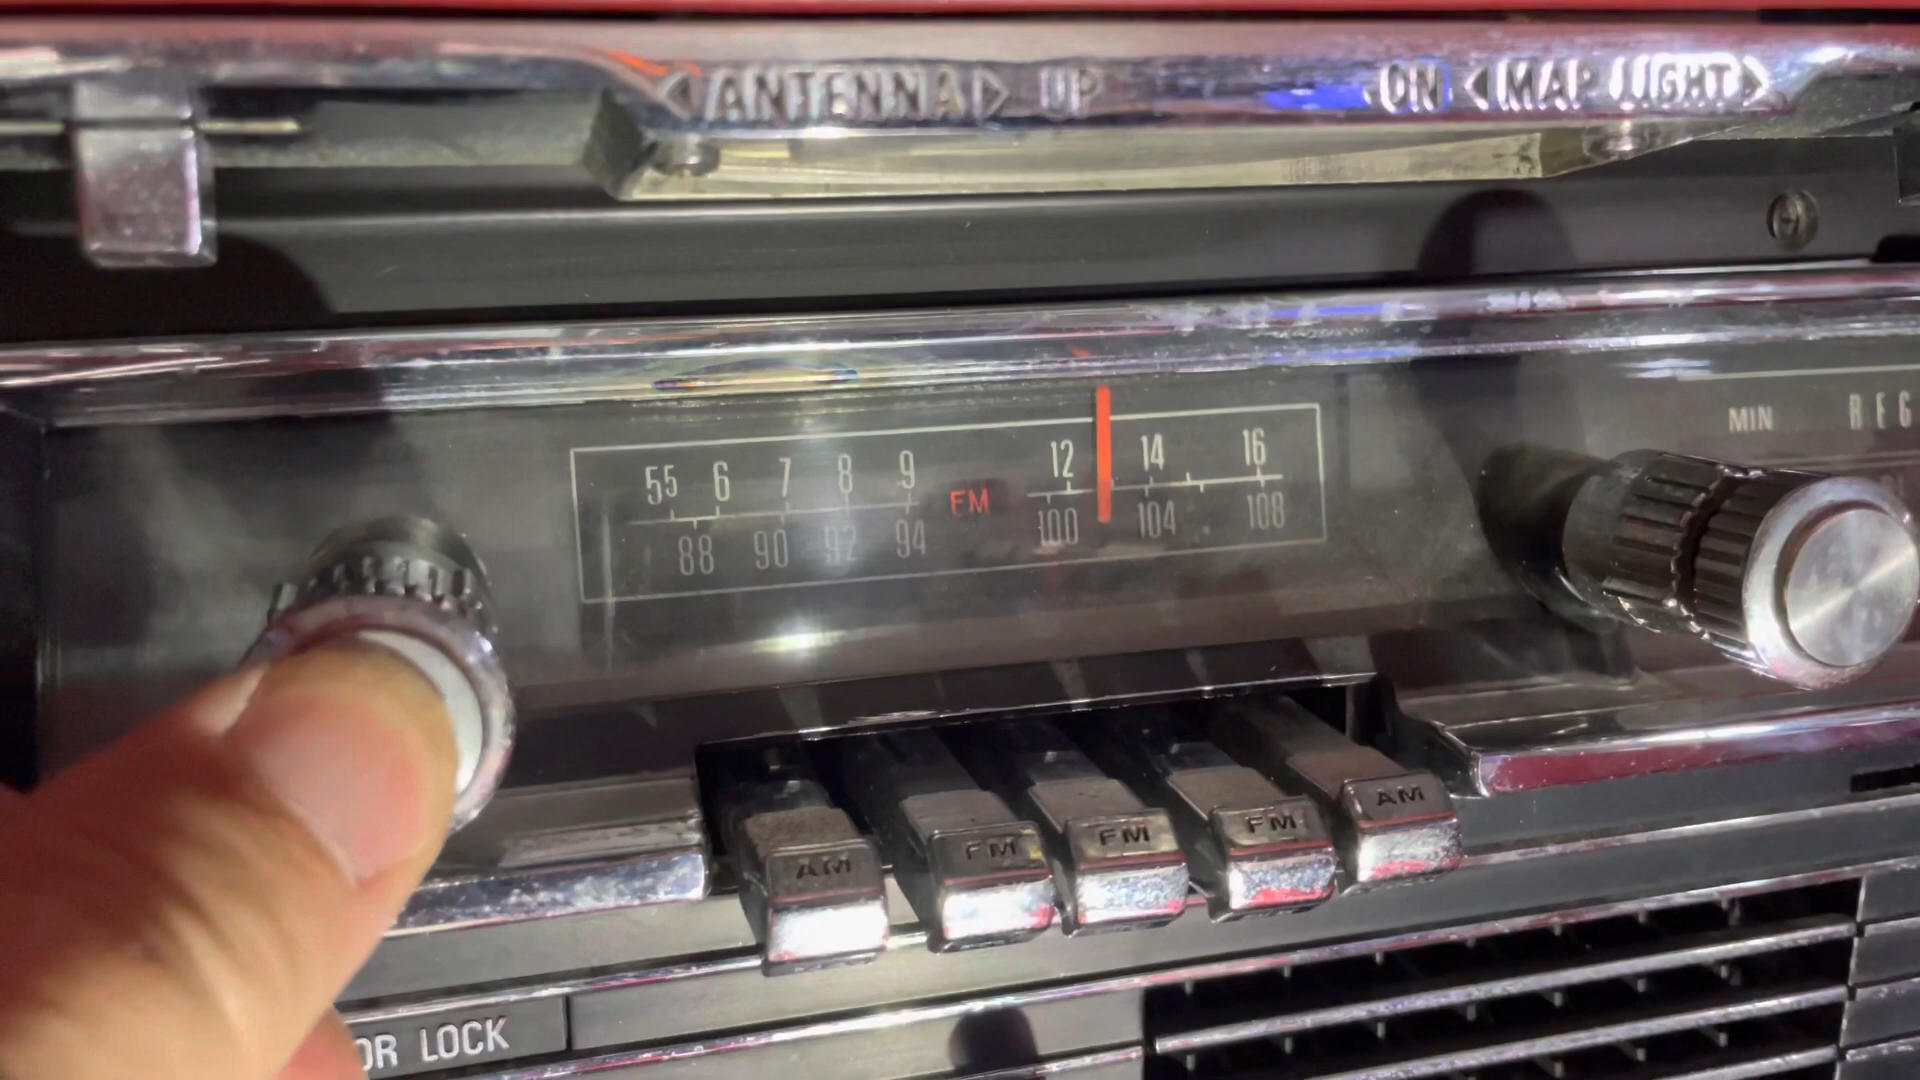 ◁ ANTENNA ▷ UP
ON ◁ MAP LIGHT ▷
MIN
55 6 7 8 9 12 14 16
FM
88 90 92 94 100 104 108
AM FM FM FM AM
OR LOCK